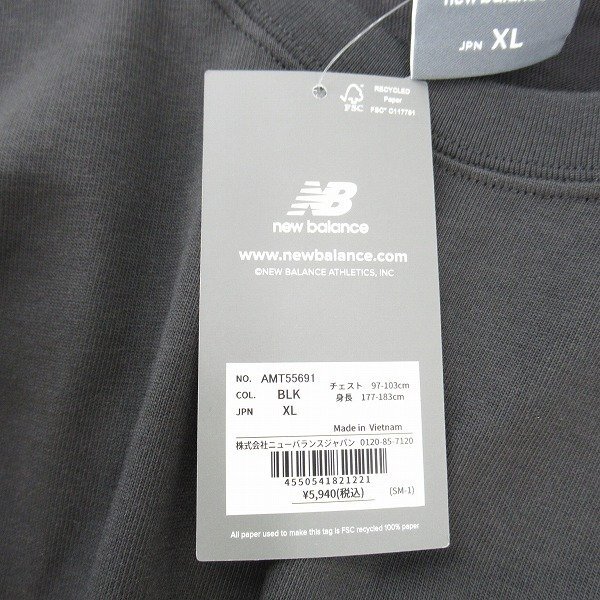 new balance
JPN XL
FSC
RECYCLED
Paper
FSC® C117791
NB
new balance
www.newbalance.com
©NEW BALANCE ATHLETICS, INC
NO. AMT55691
COL. BLK
JPN XL
チェスト 97-103cm
身長 177-183cm
Made in Vietnam
株式会社ニューバランスジャパン 0120-85-7120
4550541821221
¥5,940(税込)
(SM-1)
All paper used to make this tag is FSC recycled 100% paper